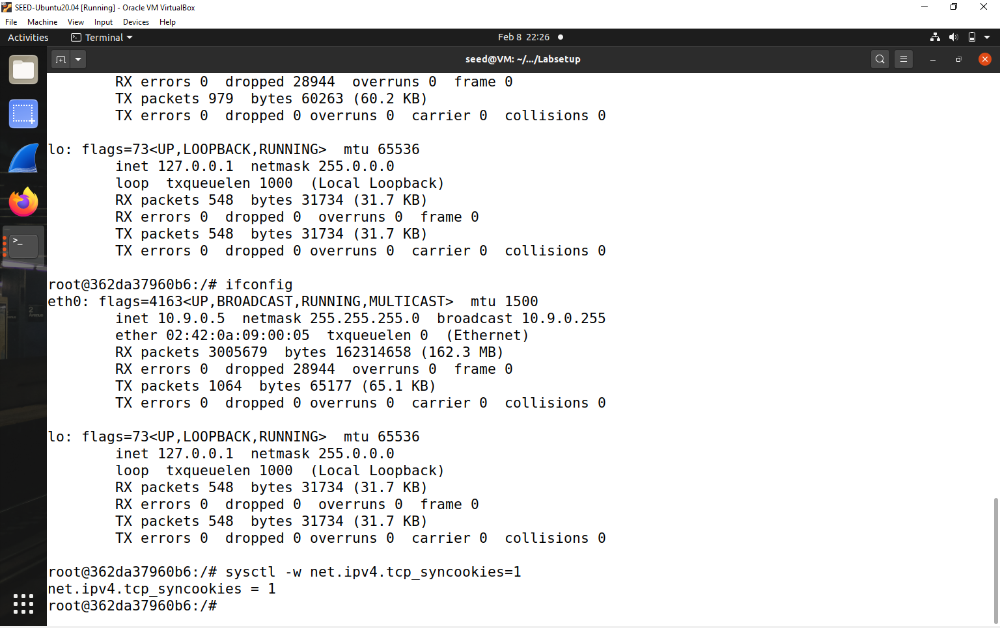 SEED-Ubuntu20.04 [Running] - Oracle VM VirtualBox
File Machine View Input Devices Help
Activities Terminal Feb 8 22:26
seed@VM: ~/.../Labsetup
RX errors 0  dropped 28944  overruns 0  frame 0
TX packets 979  bytes 60263 (60.2 KB)
TX errors 0  dropped 0 overruns 0  carrier 0  collisions 0
lo: flags=73<UP,LOOPBACK,RUNNING>  mtu 65536
inet 127.0.0.1  netmask 255.0.0.0
loop  txqueuelen 1000  (Local Loopback)
RX packets 548  bytes 31734 (31.7 KB)
RX errors 0  dropped 0  overruns 0  frame 0
TX packets 548  bytes 31734 (31.7 KB)
TX errors 0  dropped 0 overruns 0  carrier 0  collisions 0
root@362da37960b6:/# ifconfig
eth0: flags=4163<UP,BROADCAST,RUNNING,MULTICAST>  mtu 1500
inet 10.9.0.5  netmask 255.255.255.0  broadcast 10.9.0.255
ether 02:42:0a:09:00:05  txqueuelen 0  (Ethernet)
RX packets 3005679  bytes 162314658 (162.3 MB)
RX errors 0  dropped 28944  overruns 0  frame 0
TX packets 1064  bytes 65177 (65.1 KB)
TX errors 0  dropped 0 overruns 0  carrier 0  collisions 0
lo: flags=73<UP,LOOPBACK,RUNNING>  mtu 65536
inet 127.0.0.1  netmask 255.0.0.0
loop  txqueuelen 1000  (Local Loopback)
RX packets 548  bytes 31734 (31.7 KB)
RX errors 0  dropped 0  overruns 0  frame 0
TX packets 548  bytes 31734 (31.7 KB)
TX errors 0  dropped 0 overruns 0  carrier 0  collisions 0
root@362da37960b6:/# sysctl -w net.ipv4.tcp_syncookies=1
net.ipv4.tcp_syncookies = 1
root@362da37960b6:/#